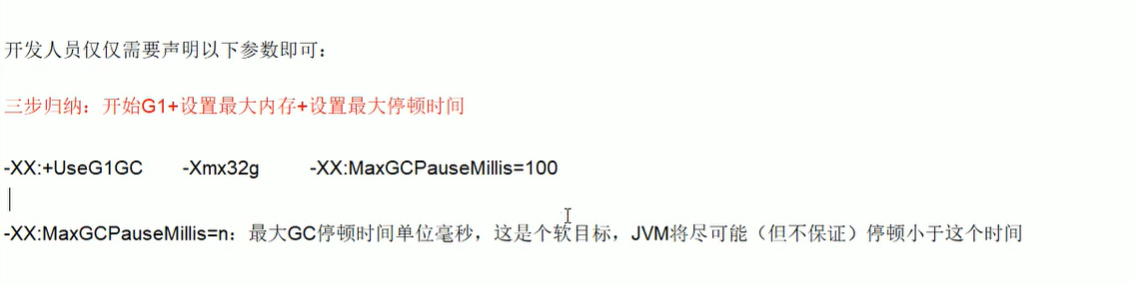 开发人员仅仅需要声明以下参数即可：
三步归纳：开始G1+设置最大内存+设置最大停顿时间
-XX:+UseG1GC -Xmx32g -XX:MaxGCPauseMillis=100
-XX:MaxGCPauseMillis=n：最大GC停顿时间单位毫秒，这是个软目标，JVM将尽可能（但不保证）停顿小于这个时间